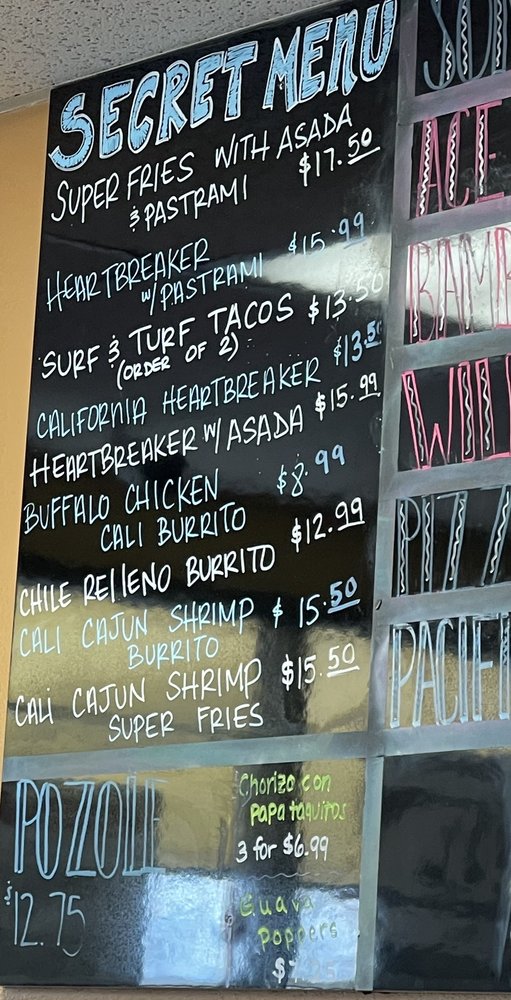 SECRET MENU
SUPER FRIES WITH ASADA
& PASTRAMI $17.50
HEARTBREAKER
w/ PASTRAMI $15.99
SURF & TURF TACOS $13.50
(ORDER OF 2)
CALIFORNIA HEARTBREAKER $13.50
HEARTBREAKER W/ ASADA $15.99
BUFFALO CHICKEN $8.99
CALI BURRITO
CHILE RELLENO BURRITO $12.99
CALI CAJUN SHRIMP $15.50
BURRITO
CALI CAJUN SHRIMP $15.50
SUPER FRIES
POZOLE
$12.75
Chorizo con
papa taquitos
3 for $6.99
Guava
Poppers
ACE
PACIFI